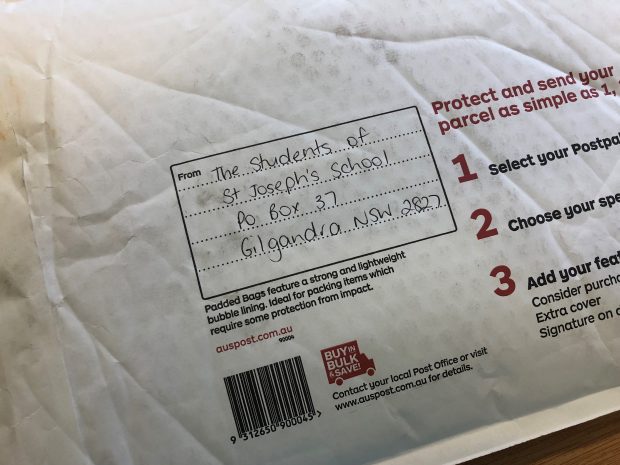 From The Students of
St Joseph's School
PO Box 37
Gilgandra NSW 2827
Padded Bags feature a strong and lightweight
bubble lining. Ideal for packing items which
require some protection from impact.
auspost.com.au
90006
9 312650 900045 >
BUY IN
BULK
& SAVE!
Contact your local Post Office or visit
www.auspost.com.au for details.
Protect and send your
parcel as simple as 1,
1 Select your
2 Choose your
3 Add your
Consider
Extra cover
Signature on